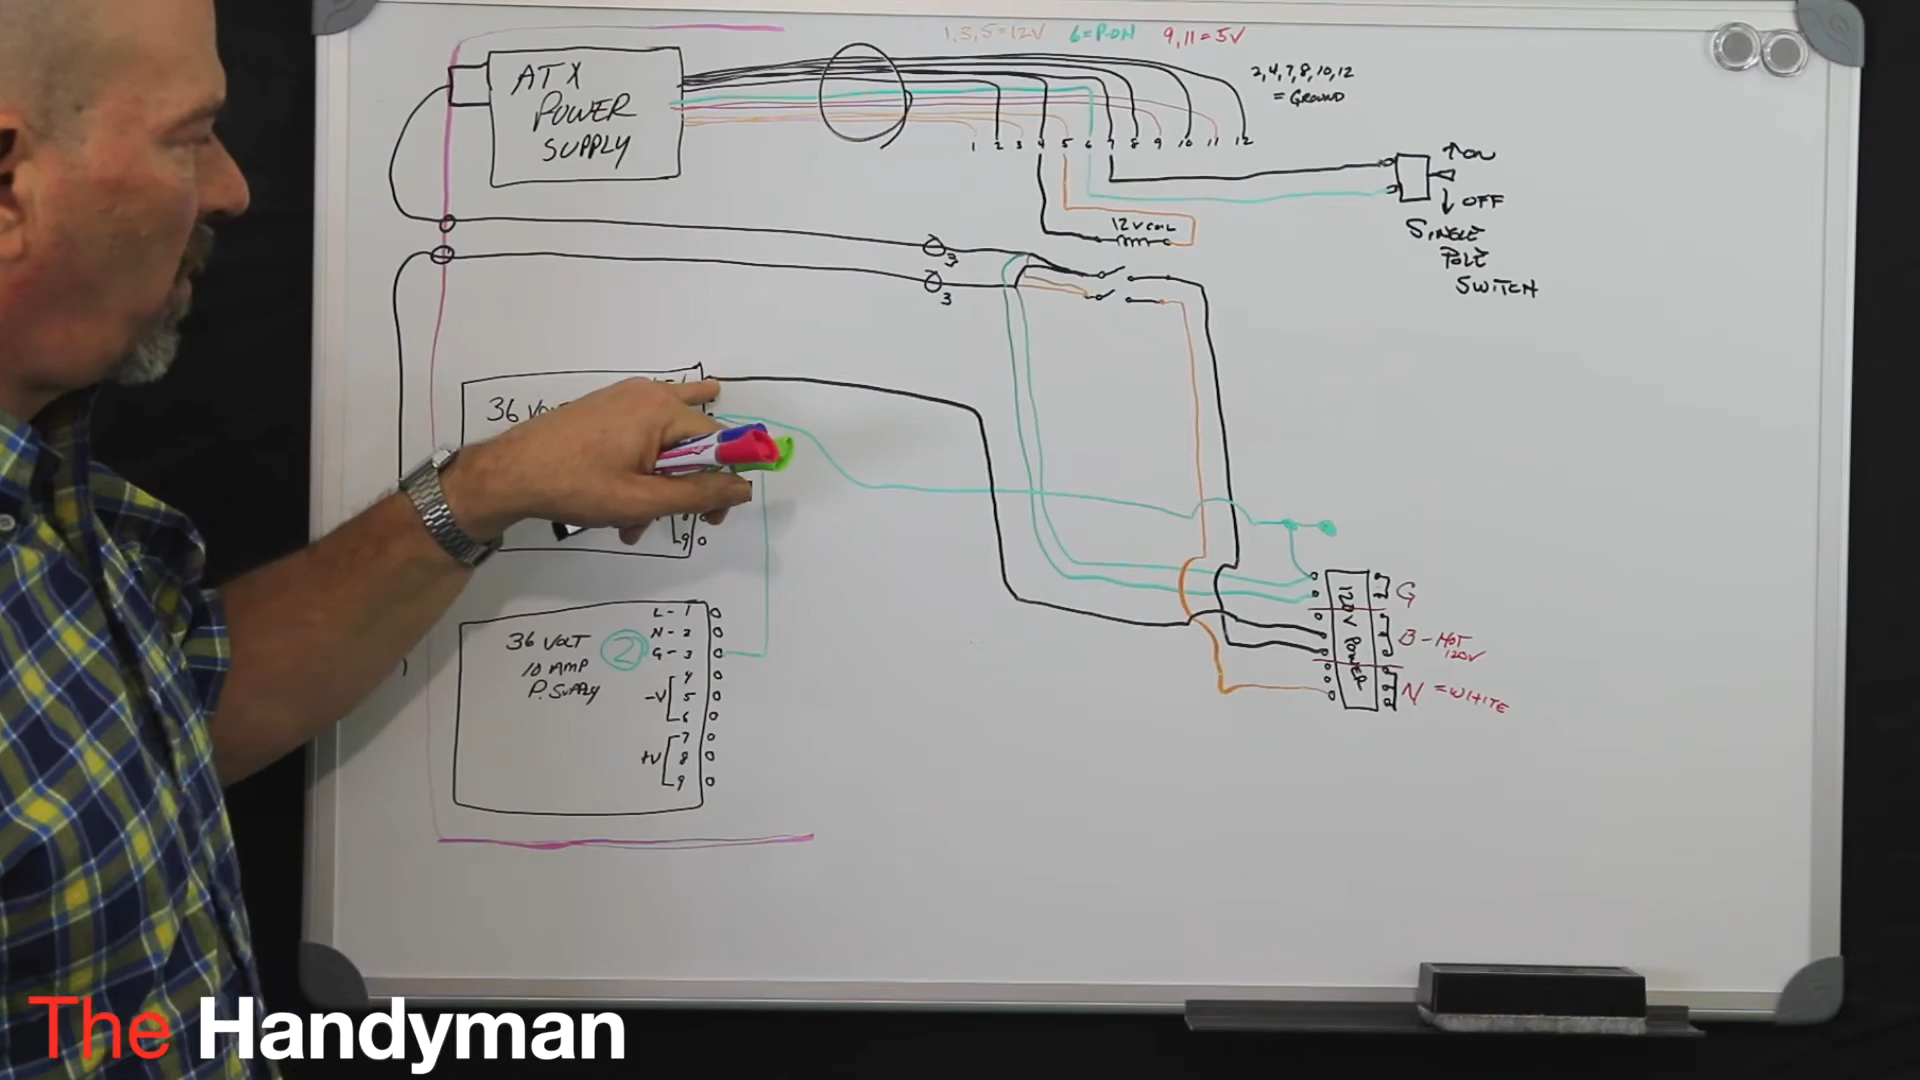 1,3,5=12V 6=P-ON 9,11=5V
2,4,7,8,10,12
= GROUND
ATX
POWER
SUPPLY
1 2 3 4 5 6 7 8 9 10 11 12
↑ON
↓ OFF
SINGLE
POLE
SWITCH
12V COIL
3
3
36 VOLT
9
120V POWER
G
B-HOT
120V
N =WHITE
36 VOLT
10 AMP
P. SUPPLY
2
L-1
N-2
G-3
4
-V 5
6
7
+V 8
9
The Handyman